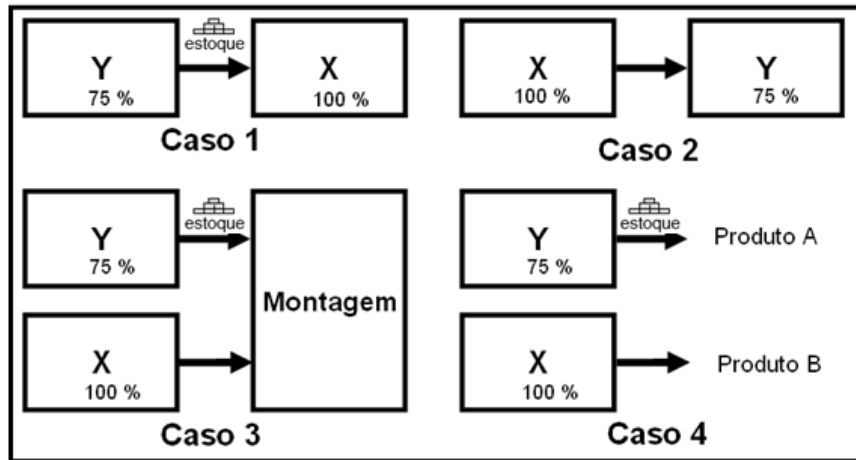 estoque
Y
75 %
X
100 %
Caso 1
X
100 %
Y
75 %
Caso 2
estoque
Y
75 %
X
100 %
Montagem
Caso 3
estoque
Y
75 %
Produto A
X
100 %
Produto B
Caso 4